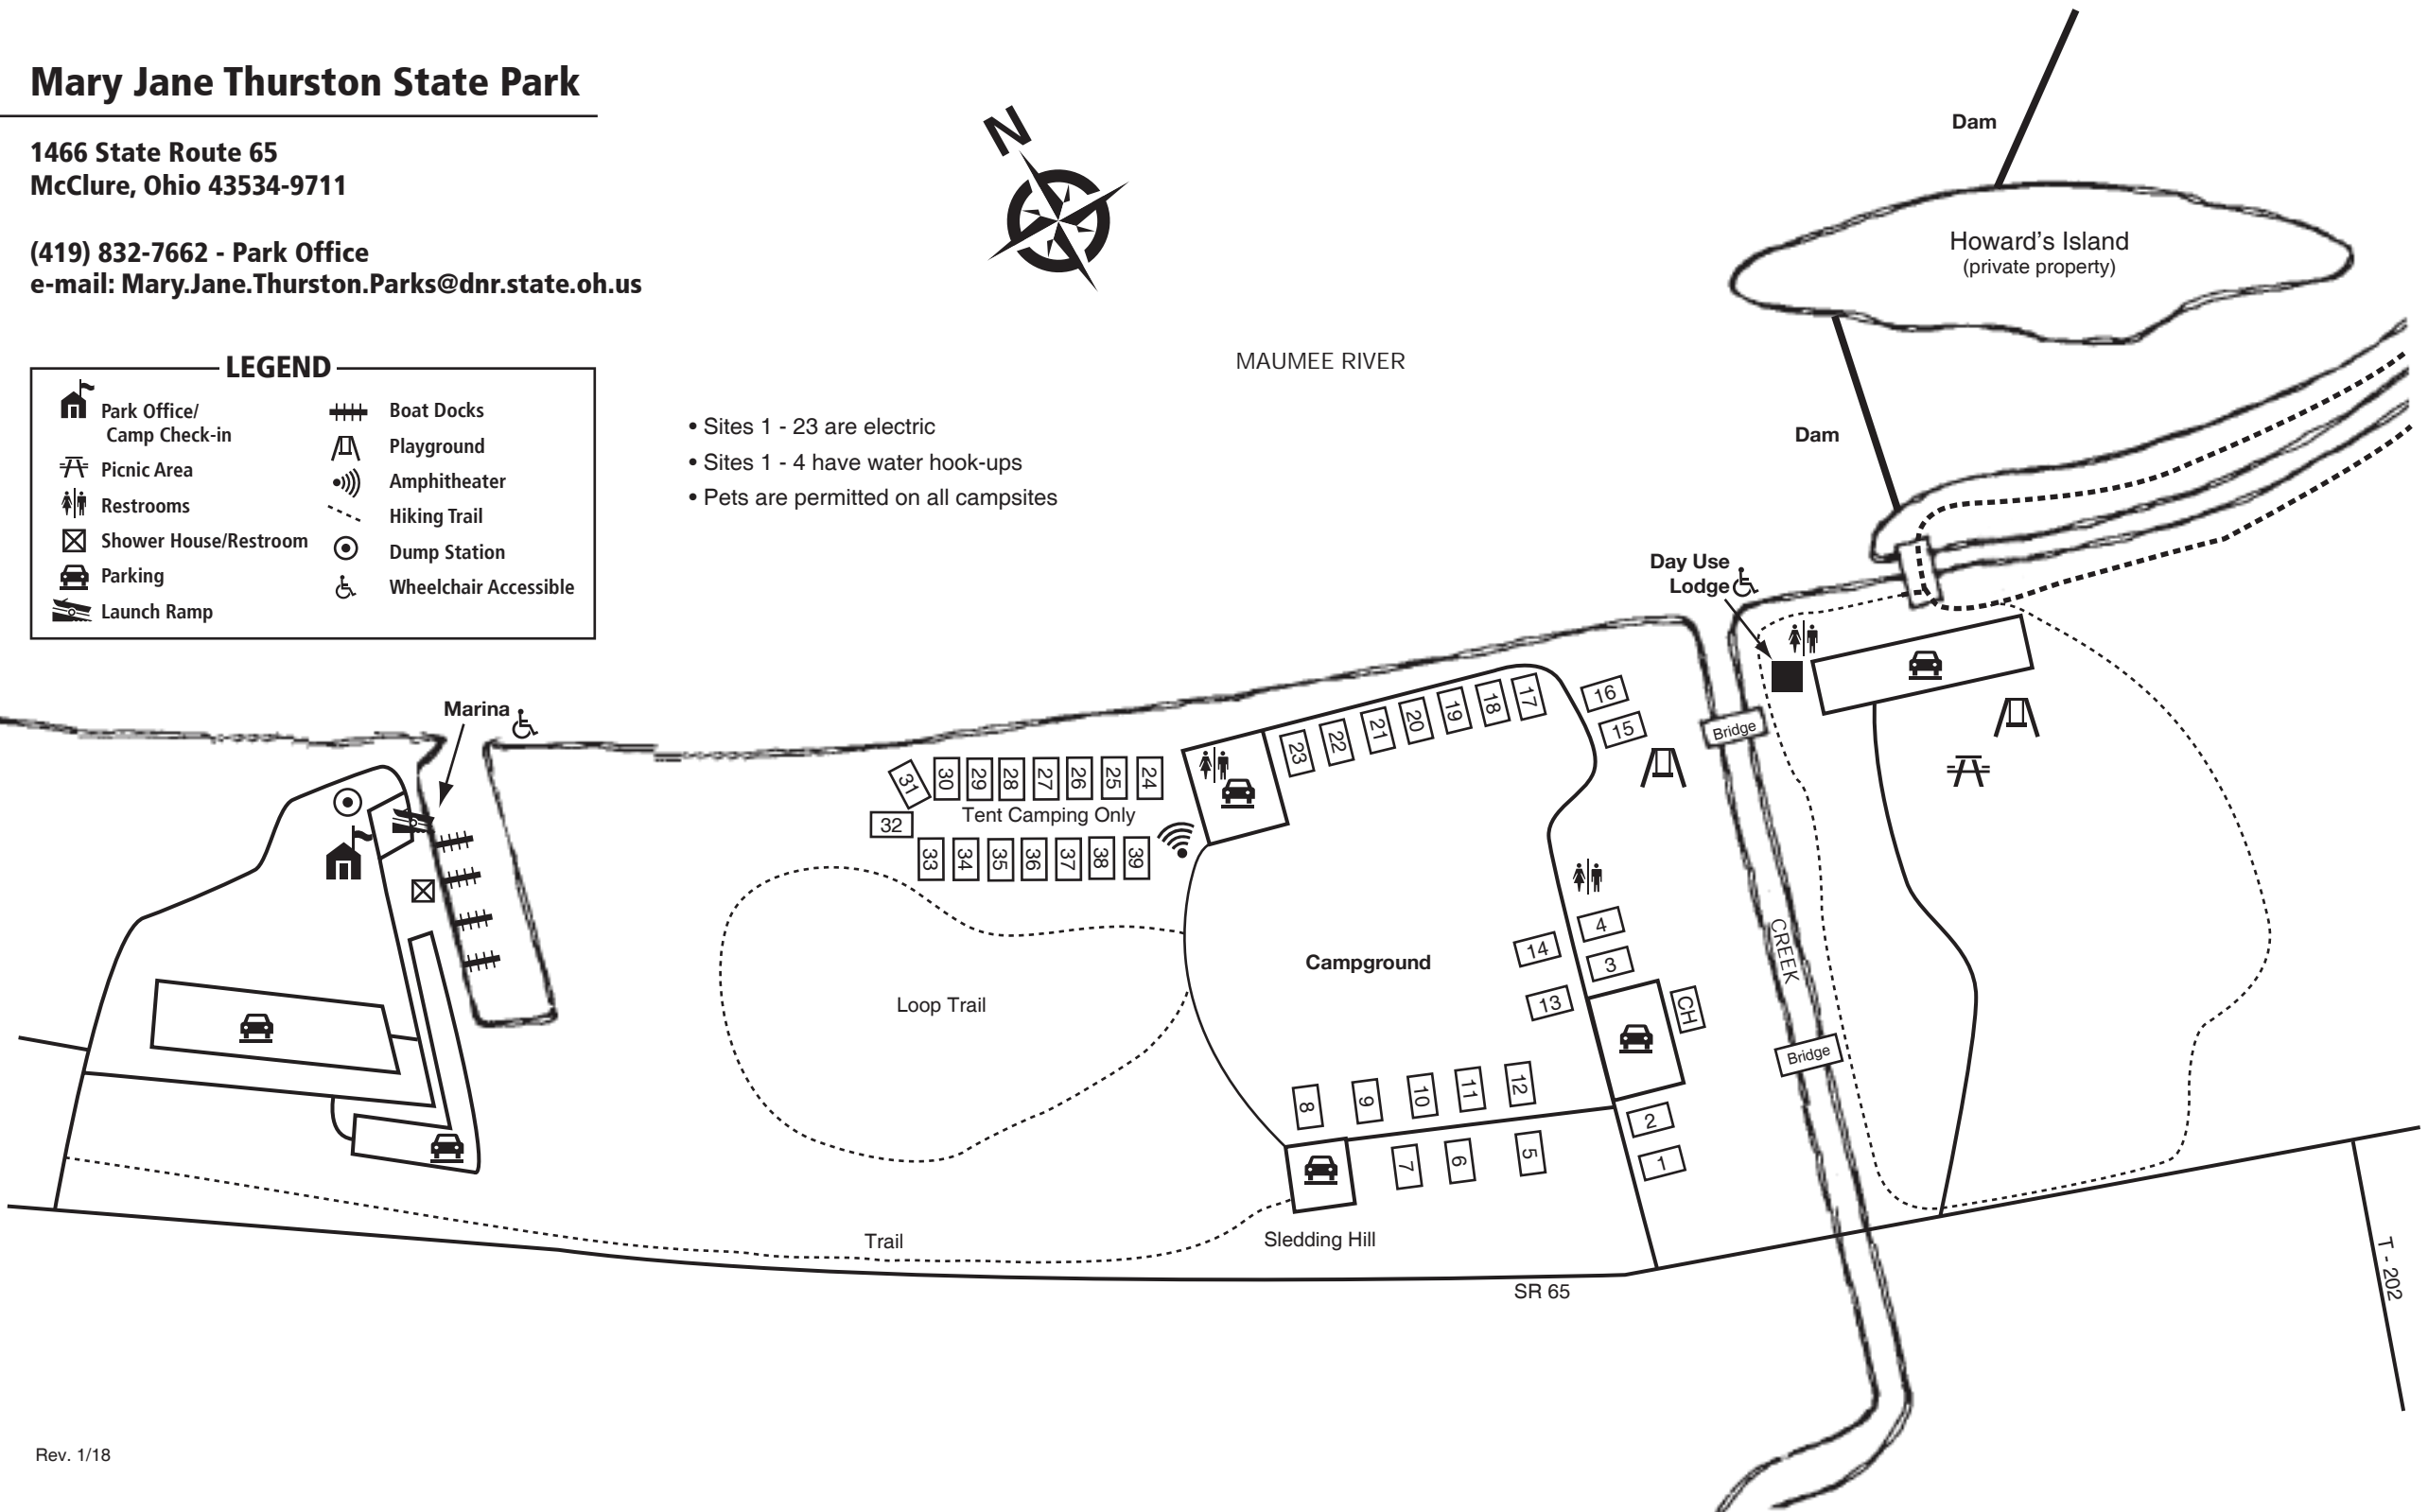 Mary Jane Thurston State Park
1466 State Route 65
McClure, Ohio 43534-9711
(419) 832-7662 - Park Office
e-mail: Mary.Jane.Thurston.Parks@dnr.state.oh.us
N
LEGEND
Park Office/
Camp Check-in
Picnic Area
Restrooms
Shower House/Restroom
Parking
Launch Ramp
Boat Docks
Playground
Amphitheater
Hiking Trail
Dump Station
Wheelchair Accessible
MAUMEE RIVER
• Sites 1 - 23 are electric
• Sites 1 - 4 have water hook-ups
• Pets are permitted on all campsites
Dam
Howard's Island
(private property)
Dam
Day Use
Lodge
Marina
31
30
29
28
27
26
25
24
Tent Camping Only
32
33
34
35
36
37
38
39
23
22
21
20
19
18
17
16
15
Bridge
CREEK
4
3
14
13
CH
Campground
Loop Trail
Bridge
8
9
10
11
12
2
1
7
6
5
Trail
Sledding Hill
SR 65
T - 202
Rev. 1/18